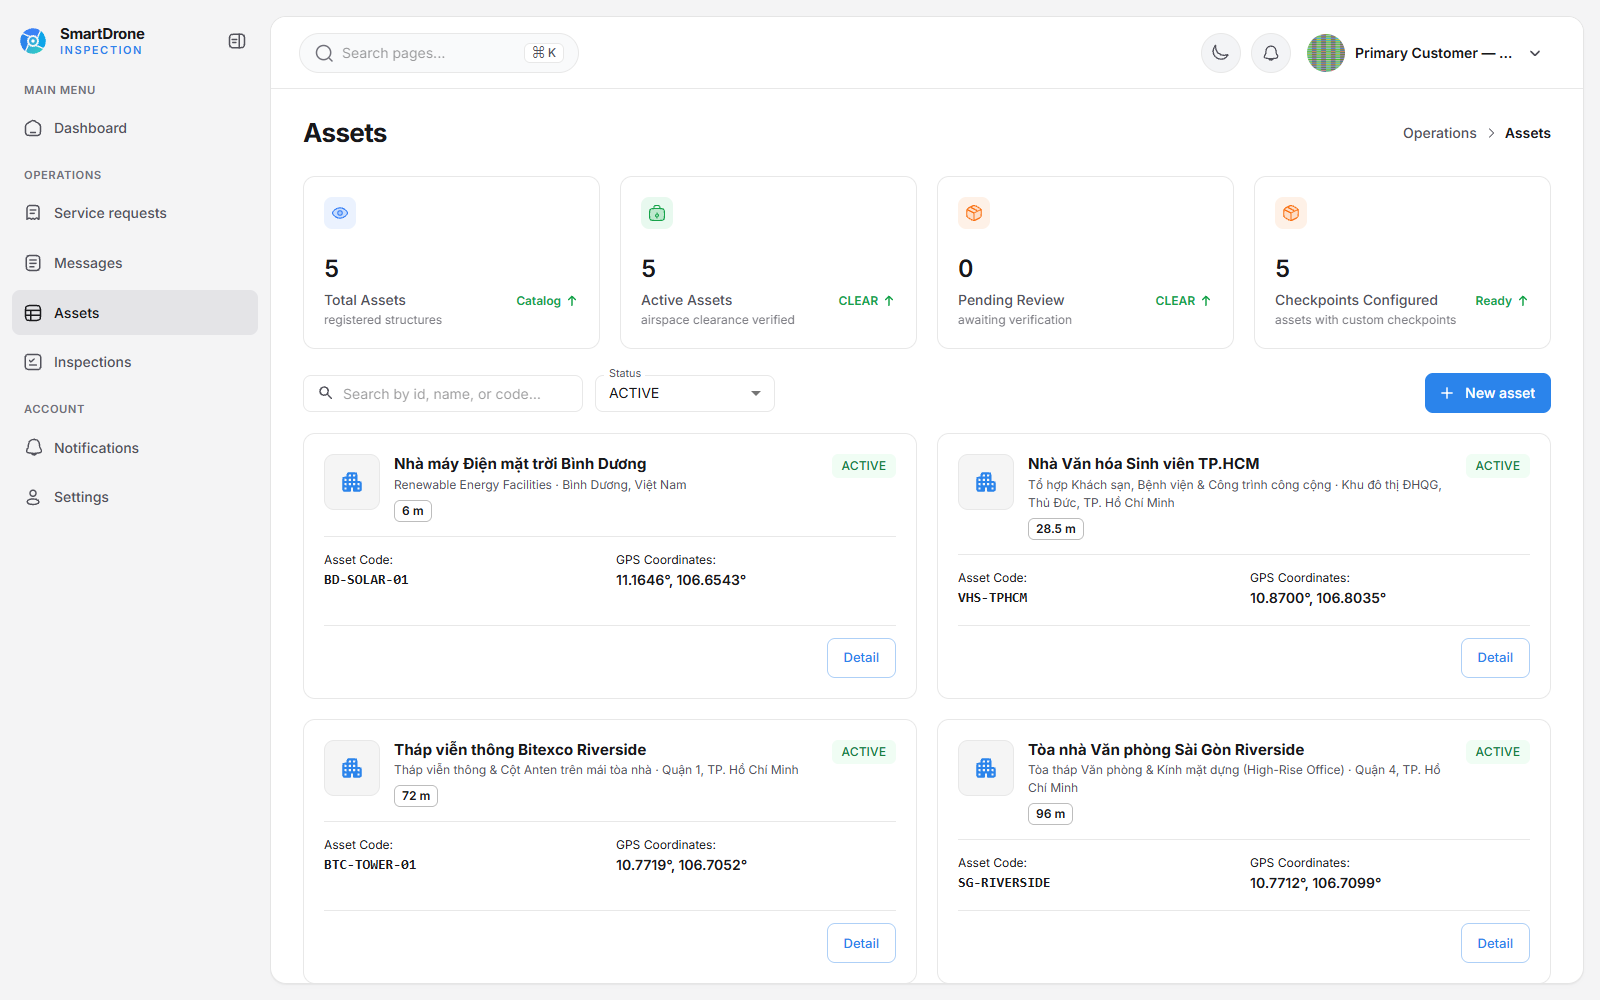 SmartDrone
INSPECTION
MAIN MENU
Dashboard
OPERATIONS
Service requests
Messages
Assets
Inspections
ACCOUNT
Notifications
Settings
Search pages...
⌘ K
Primary Customer — ...
Assets
Operations > Assets
5
Total Assets
Catalog ↑
registered structures
5
Active Assets
CLEAR ↑
airspace clearance verified
0
Pending Review
CLEAR ↑
awaiting verification
5
Checkpoints Configured
Ready ↑
assets with custom checkpoints
Search by id, name, or code...
Status
ACTIVE
+ New asset
Nhà máy Điện mặt trời Bình Dương
ACTIVE
Renewable Energy Facilities · Bình Dương, Việt Nam
6 m
Asset Code:
BD-SOLAR-01
GPS Coordinates:
11.1646°, 106.6543°
Detail
Nhà Văn hóa Sinh viên TP.HCM
ACTIVE
Tổ hợp Khách sạn, Bệnh viện & Công trình công cộng · Khu đô thị ĐHQG,
Thủ Đức, TP. Hồ Chí Minh
28.5 m
Asset Code:
VHS-TPHCM
GPS Coordinates:
10.8700°, 106.8035°
Detail
Tháp viễn thông Bitexco Riverside
ACTIVE
Tháp viễn thông & Cột Anten trên mái tòa nhà · Quận 1, TP. Hồ Chí Minh
72 m
Asset Code:
BTC-TOWER-01
GPS Coordinates:
10.7719°, 106.7052°
Detail
Tòa nhà Văn phòng Sài Gòn Riverside
ACTIVE
Tòa tháp Văn phòng & Kính mặt dựng (High-Rise Office) · Quận 4, TP. Hồ
Chí Minh
96 m
Asset Code:
SG-RIVERSIDE
GPS Coordinates:
10.7712°, 106.7099°
Detail